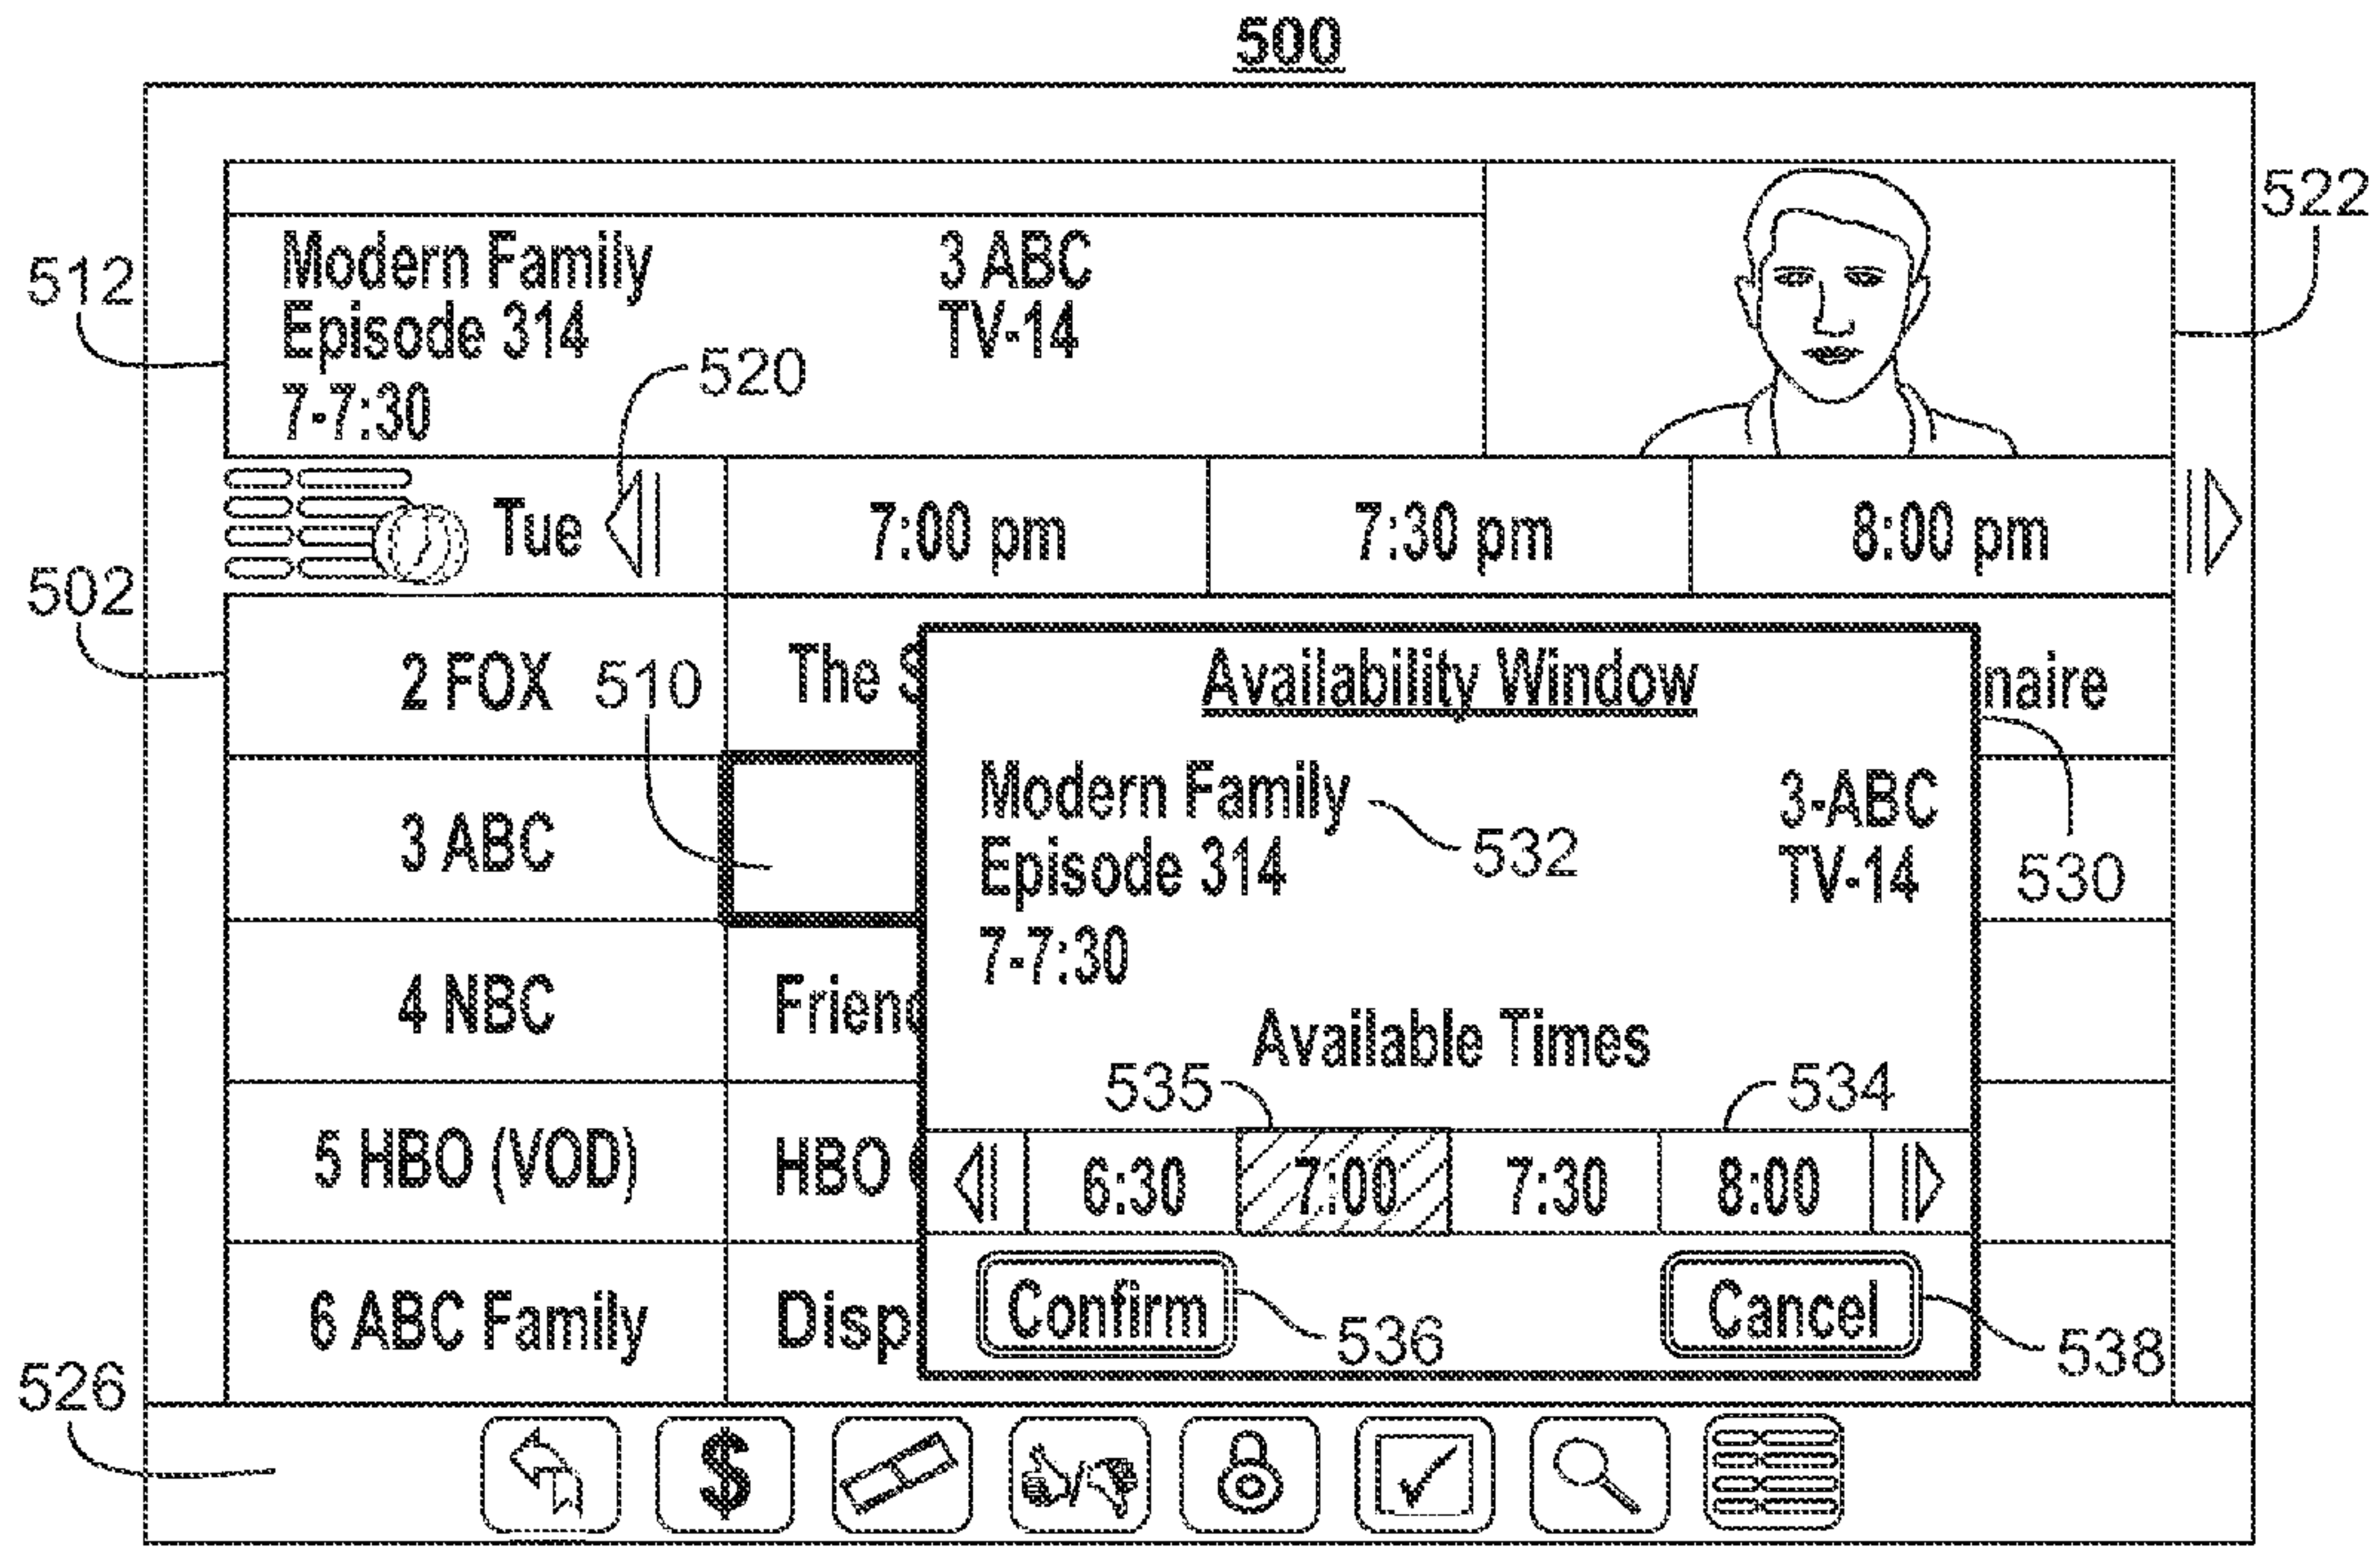 500
522
512
Modern Family 3 ABC
Episode 314 TV-14
7-7:30
520
Tue 7:00 pm 7:30 pm 8:00 pm
502
2 FOX The naire
510
Availability Window
3 ABC
Modern Family 3-ABC
532
Episode 314 TV-14
530
7-7:30
4 NBC Frien
Available Times
535 534
5 HBO (VOD) HBO
6:30 7:00 7:30 8:00
6 ABC Family Disp
Confirm Cancel
536 538
526
$
/